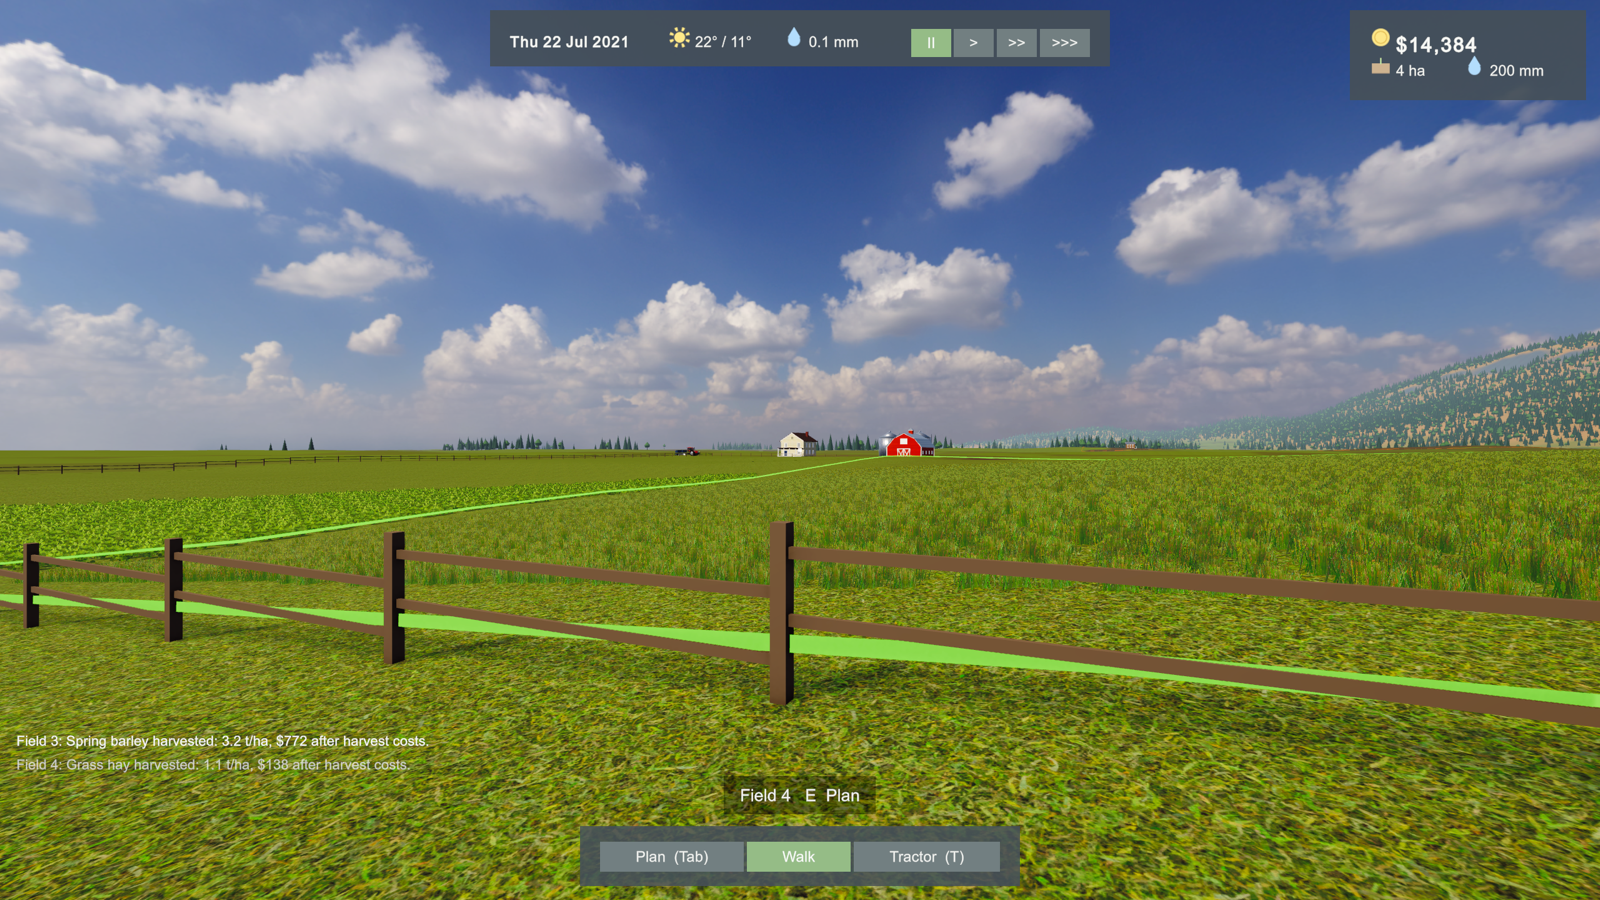 Thu 22 Jul 2021 22° / 11° 0.1 mm || > >> >>>
$14,384
4 ha 200 mm
Field 3: Spring barley harvested: 3.2 t/ha, $772 after harvest costs.
Field 4: Grass hay harvested: 1.1 t/ha, $138 after harvest costs.
Field 4 E Plan
Plan (Tab) Walk Tractor (T)